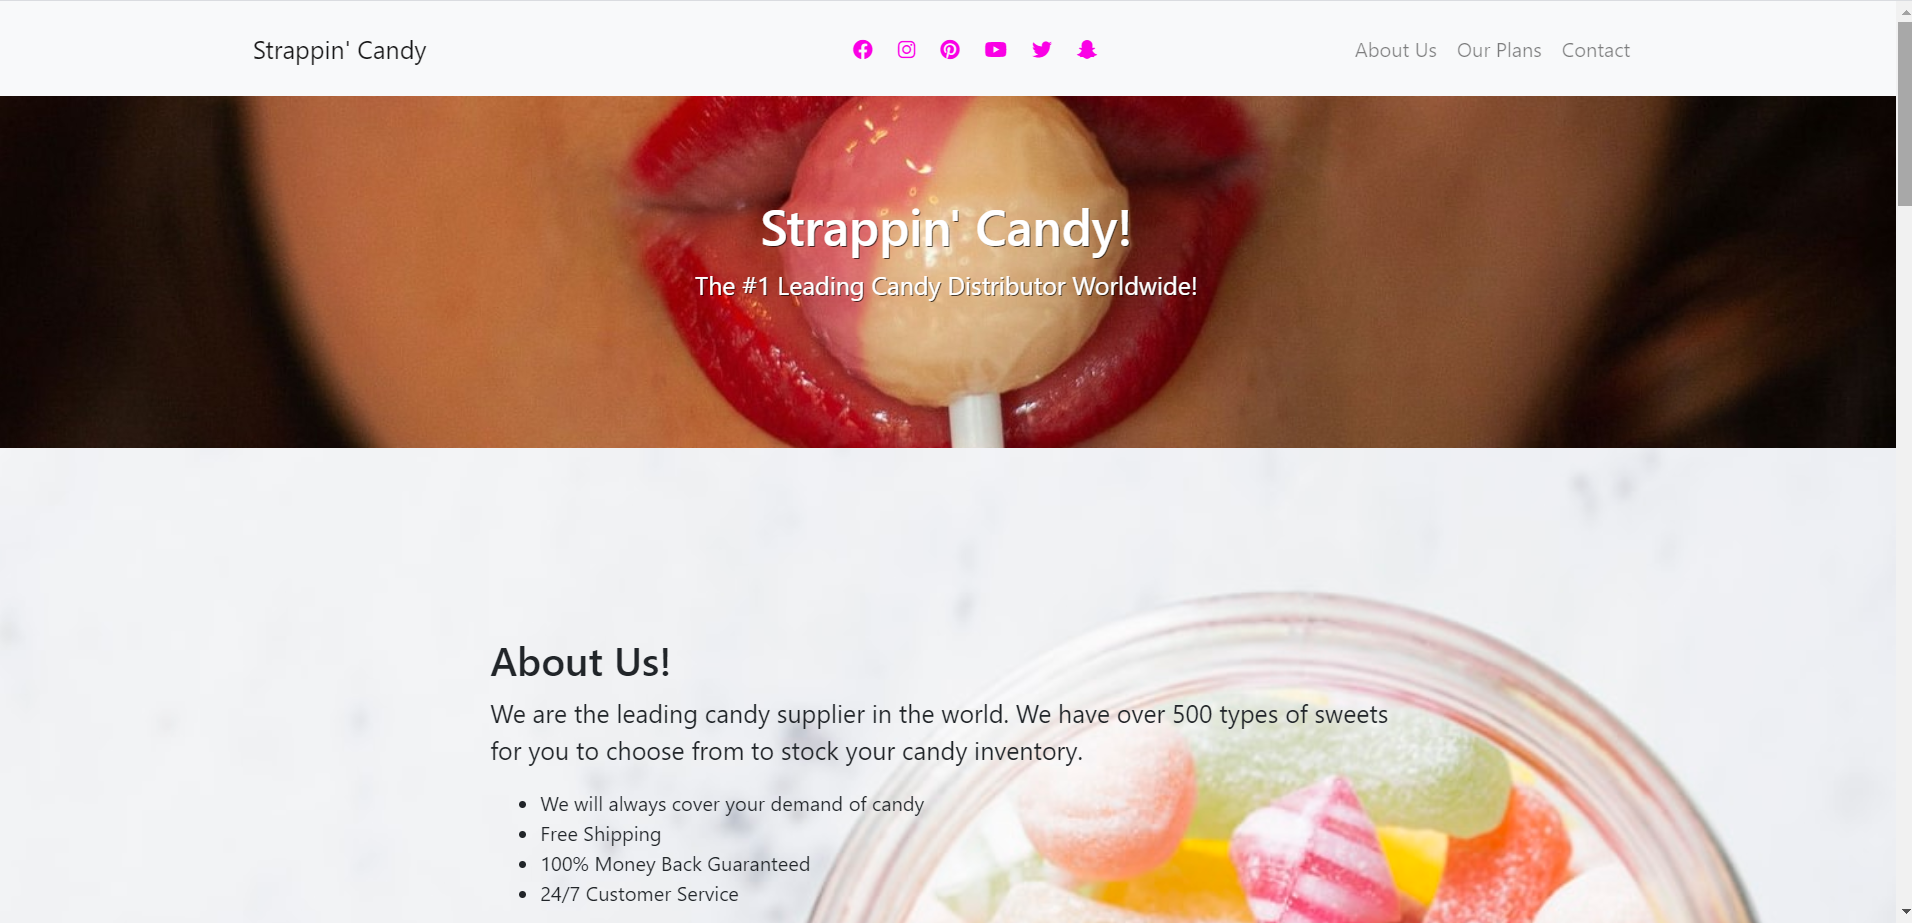 Strappin' Candy
About Us Our Plans Contact
Strappin' Candy!
The #1 Leading Candy Distributor Worldwide!
About Us!
We are the leading candy supplier in the world. We have over 500 types of sweets
for you to choose from to stock your candy inventory.
We will always cover your demand of candy
Free Shipping
100% Money Back Guaranteed
24/7 Customer Service